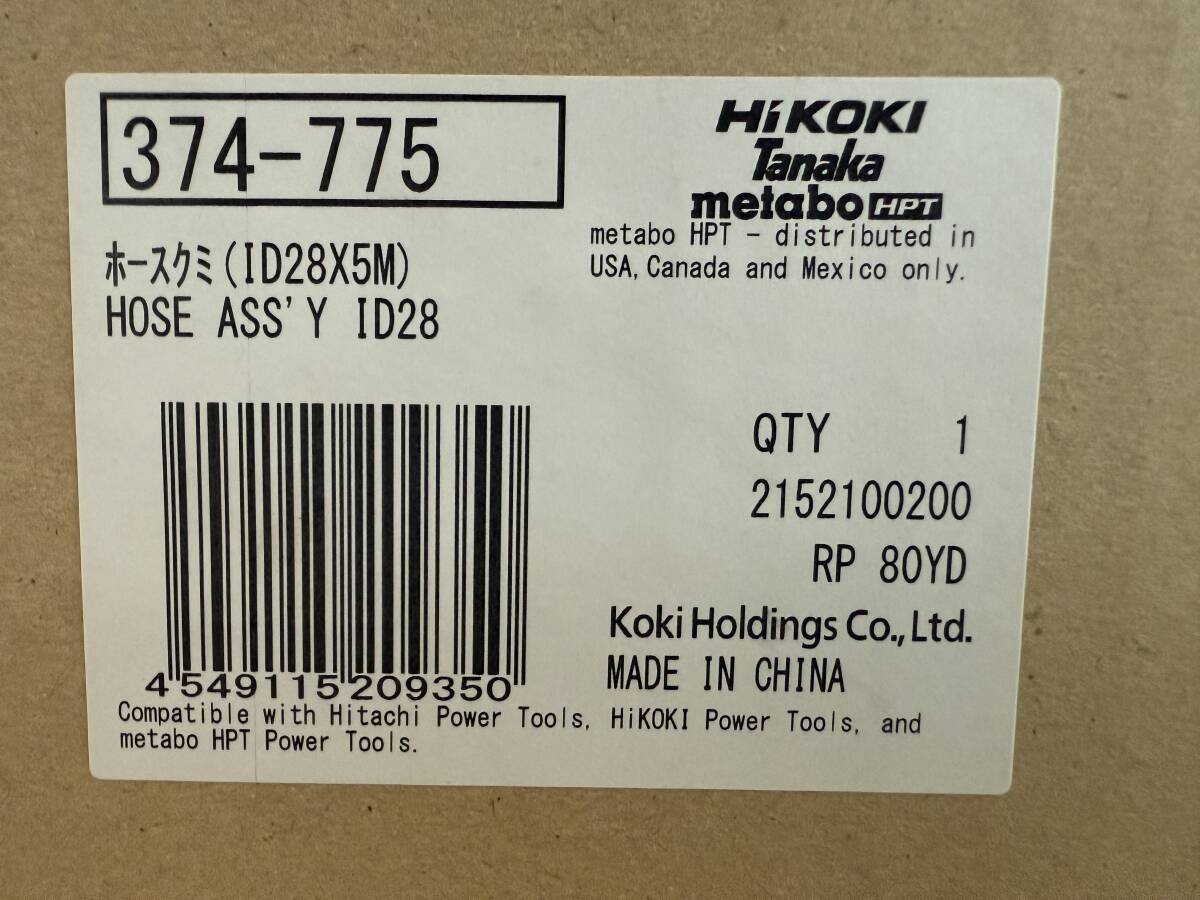 374-775
HiKOKI
Tanaka
metabo HPT
metabo HPT - distributed in
USA, Canada and Mexico only.
ホースクミ(ID28X5M)
HOSE ASS'Y ID28
QTY 1
2152100200
RP 80YD
Koki Holdings Co.,Ltd.
MADE IN CHINA
4549115209350
Compatible with Hitachi Power Tools, HiKOKI Power Tools, and
metabo HPT Power Tools.